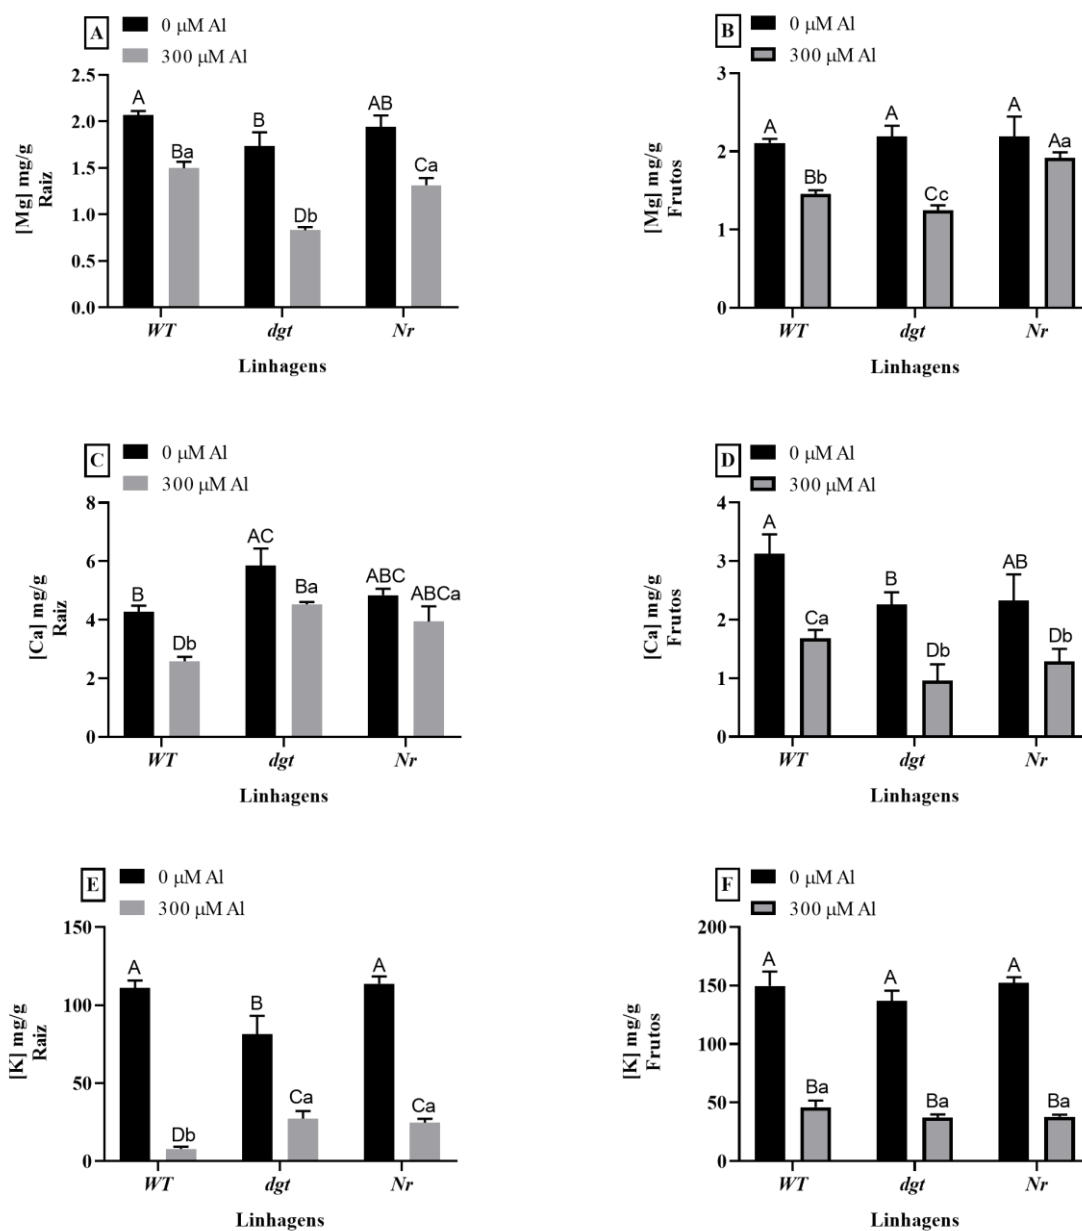 A
0 μM Al
300 μM Al
[Mg] mg/g
Raiz
2.5
2.0
1.5
1.0
0.5
0.0
A
Ba
B
Db
AB
Ca
WT
dgt
Nr
Linhagens
B
0 μM Al
300 μM Al
[Mg] mg/g
Frutos
3
2
1
0
A
Bb
A
Cc
A
Aa
WT
dgt
Nr
Linhagens
C
0 μM Al
300 μM Al
[Ca] mg/g
Raiz
8
6
4
2
0
B
Db
AC
Ba
ABC
ABCa
WT
dgt
Nr
Linhagens
D
0 μM Al
300 μM Al
[Ca] mg/g
Frutos
4
3
2
1
0
A
Ca
B
Db
AB
Db
WT
dgt
Nr
Linhagens
E
0 μM Al
300 μM Al
[K] mg/g
Raiz
150
100
50
0
A
Db
B
Ca
A
Ca
WT
dgt
Nr
Linhagens
F
0 μM Al
300 μM Al
[K] mg/g
Frutos
200
150
100
50
0
A
Ba
A
Ba
A
Ba
WT
dgt
Nr
Linhagens